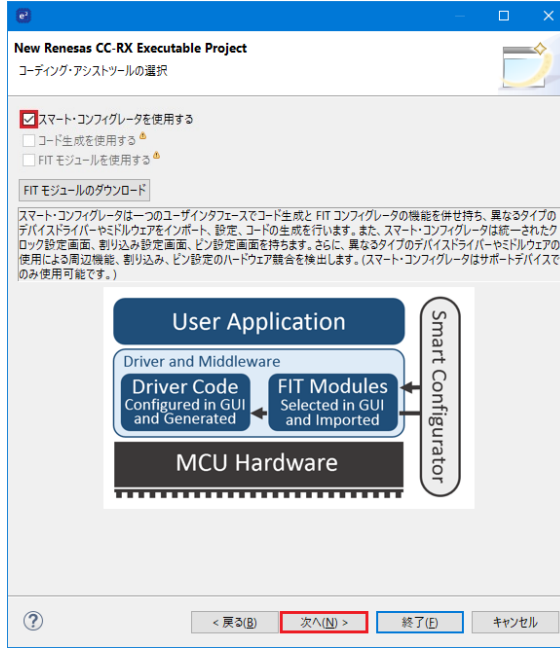 e²
New Renesas CC-RX Executable Project
コーディング・アシストツールの選択
スマート・コンフィグレータを使用する
コード生成を使用する
FIT モジュールを使用する
FIT モジュールのダウンロード
スマート・コンフィグレータは一つのユーザインタフェースでコード生成と FIT コンフィグレータの機能を併せ持ち、異なるタイプの
デバイスドライバーやミドルウェアをインポート、設定、コードの生成を行います。また、スマート・コンフィグレータは統一されたク
ロック設定画面、割り込み設定画面、ピン設定画面を持ちます。さらに、異なるタイプのデバイスドライバーやミドルウェアの
使用による周辺機能、割り込み、ピン設定のハードウェア競合を検出します。(スマート・コンフィグレータはサポートデバイスで
のみ使用可能です。)
User Application
Driver and Middleware
Driver Code
Configured in GUI
and Generated
FIT Modules
Selected in GUI
and Imported
MCU Hardware
Smart Configurator
?
< 戻る(B)
次へ(N) >
終了(F)
キャンセル